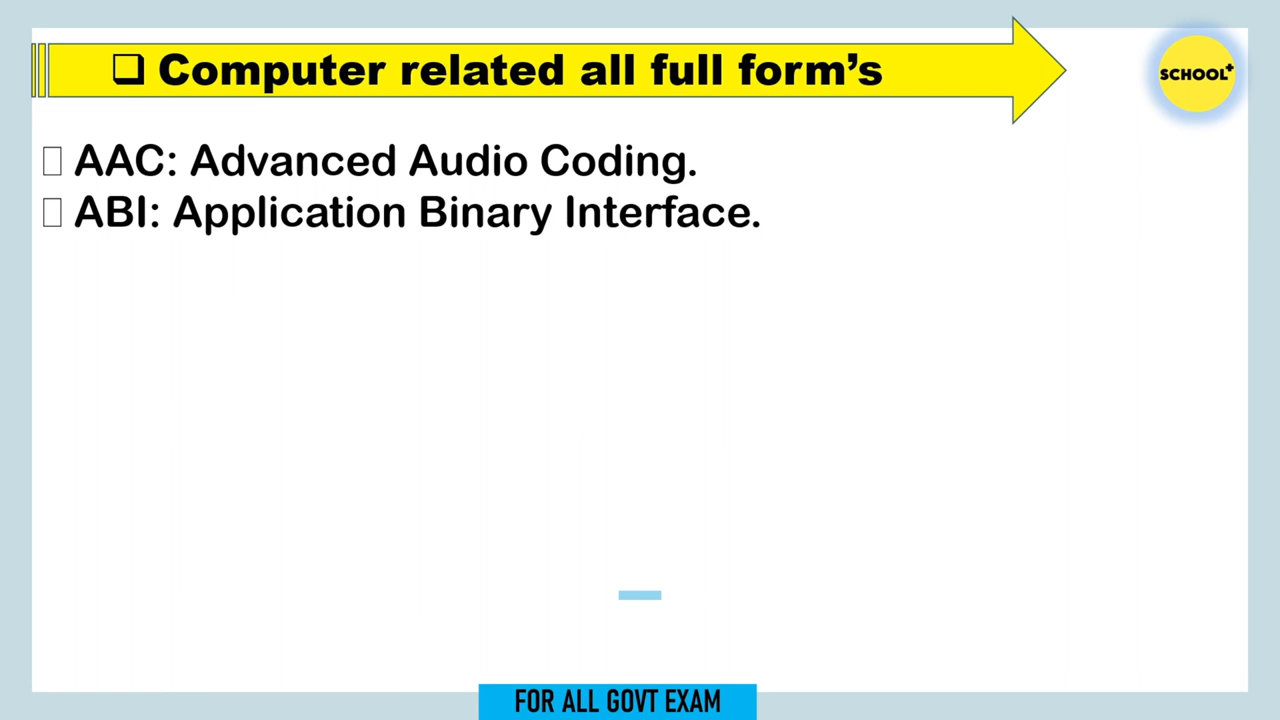 ❑ Computer related all full form’s
SCHOOL+
AAC: Advanced Audio Coding.
ABI: Application Binary Interface.
FOR ALL GOVT EXAM